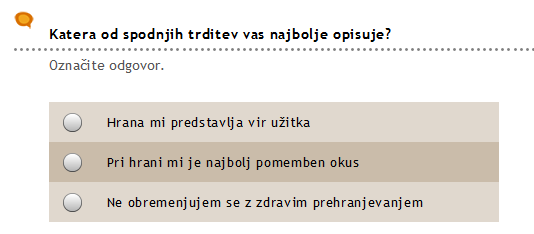 Katera od spodnjih trditev vas najbolje opisuje?
Označite odgovor.
Hrana mi predstavlja vir užitka
Pri hrani mi je najbolj pomemben okus
Ne obremenjujem se z zdravim prehranjevanjem